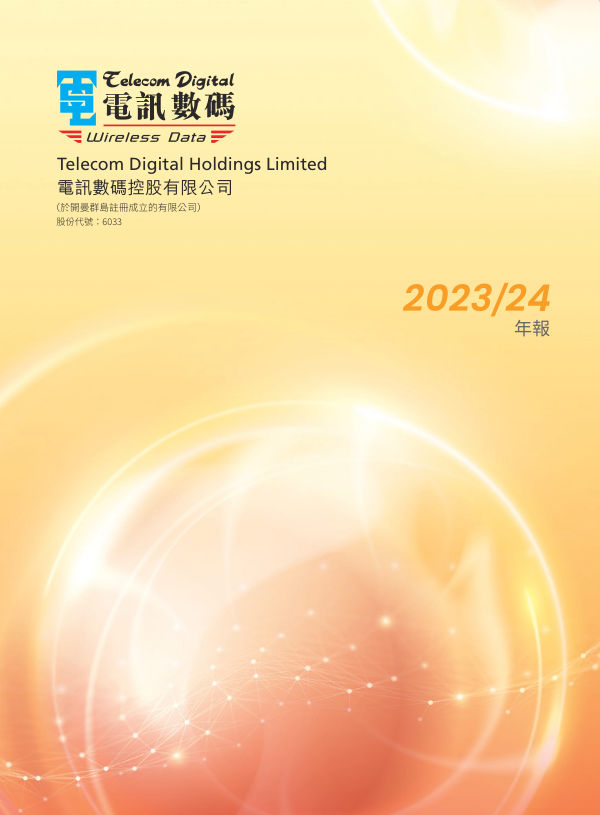 電 Telecom Digital
電訊數碼
Wireless Data
Telecom Digital Holdings Limited
電訊數碼控股有限公司
(於開曼群島註冊成立的有限公司)
股份代號：6033
2023/24
年報